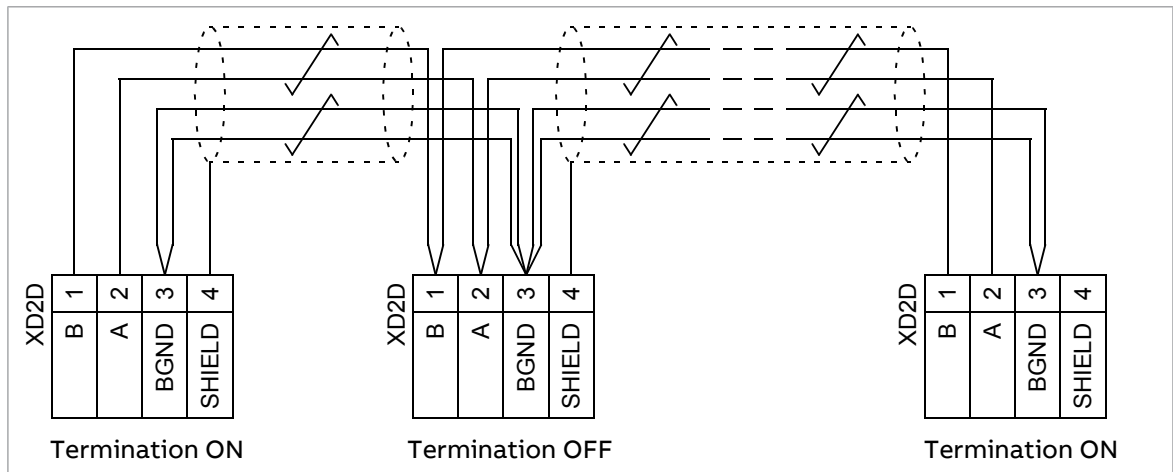 XD2D
1
2
3
4
B
A
BGND
SHIELD
Termination ON
XD2D
1
2
3
4
B
A
BGND
SHIELD
Termination OFF
XD2D
1
2
3
4
B
A
BGND
SHIELD
Termination ON